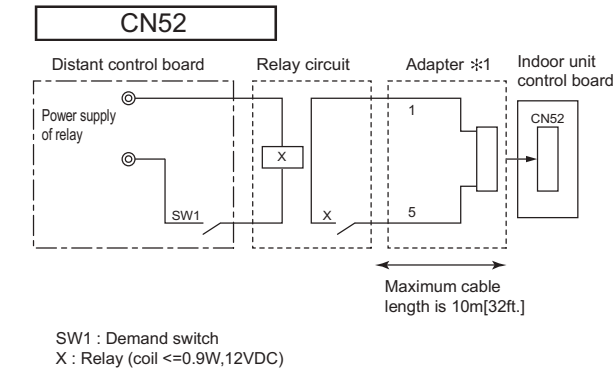 CN52
Distant control board
Relay circuit
Adapter ✻1
Indoor unit
control board
Power supply
of relay
1
CN52
X
SW1
X
5
Maximum cable
length is 10m[32ft.]
SW1 : Demand switch
X : Relay (coil <=0.9W,12VDC)